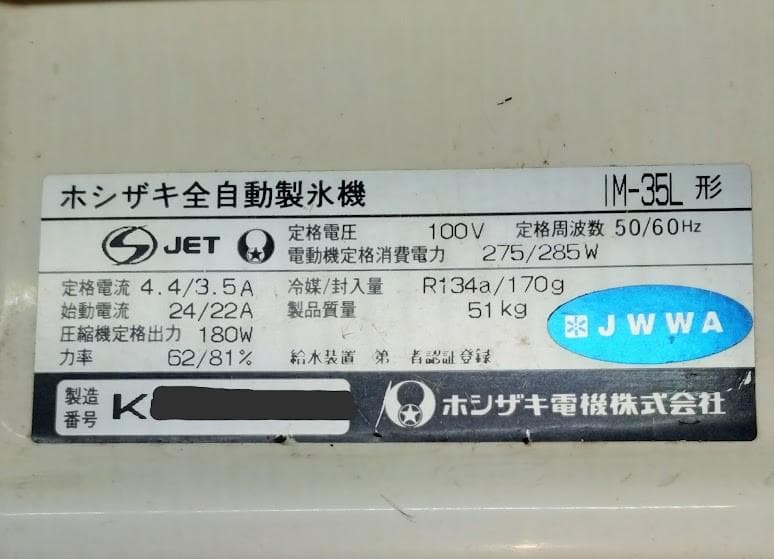 ホシザキ全自動製氷機 IM-35L 形
JET 定格電圧 100V 定格周波数 50/60Hz
電動機定格消費電力 275/285W
定格電流 4.4/3.5A 冷媒/封入量 R134a/170g
始動電流 24/22A 製品質量 51kg
圧縮機定格出力 180W
JWWA
力率 62/81% 給水装置 第 者認証登録
製造番号 K
ホシザキ電機株式会社